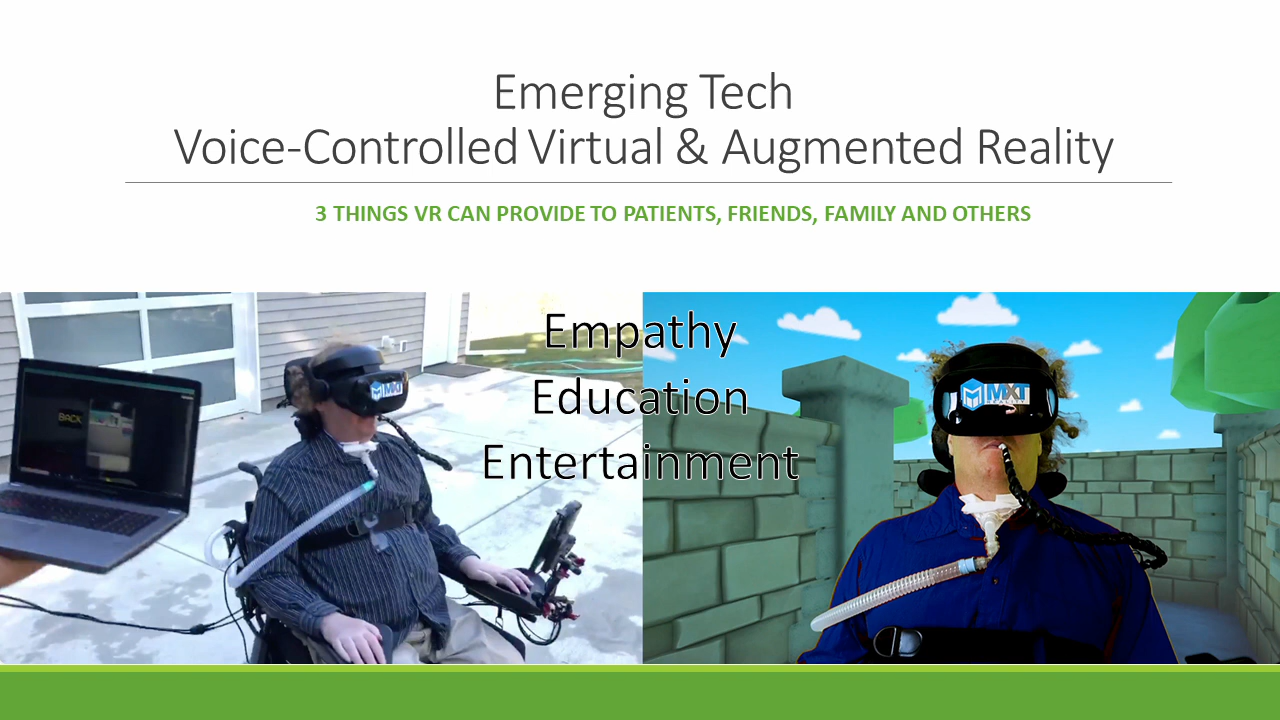 Emerging Tech
Voice-Controlled Virtual & Augmented Reality
3 THINGS VR CAN PROVIDE TO PATIENTS, FRIENDS, FAMILY AND OTHERS
Empathy
Education
Entertainment
BACK
MXT
MXT